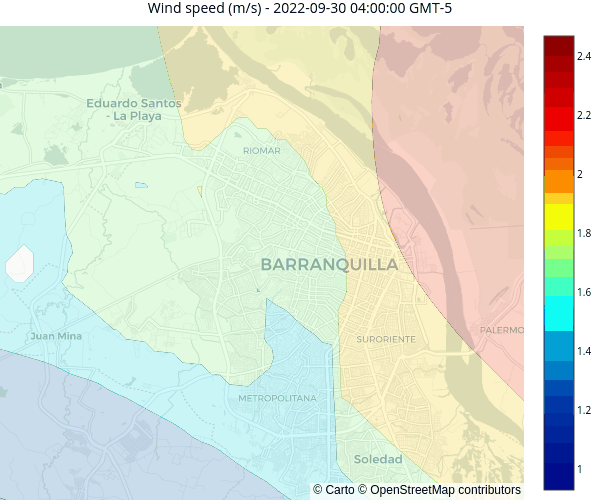 Wind speed (m/s) - 2022-09-30 04:00:00 GMT-5
Eduardo Santos
- La Playa
RIOMAR
BARRANQUILLA
Juan Mina
SURORIENTE
PALERMO
METROPOLITANA
Soledad
© Carto © OpenStreetMap contributors
2.4
2.2
2
1.8
1.6
1.4
1.2
1